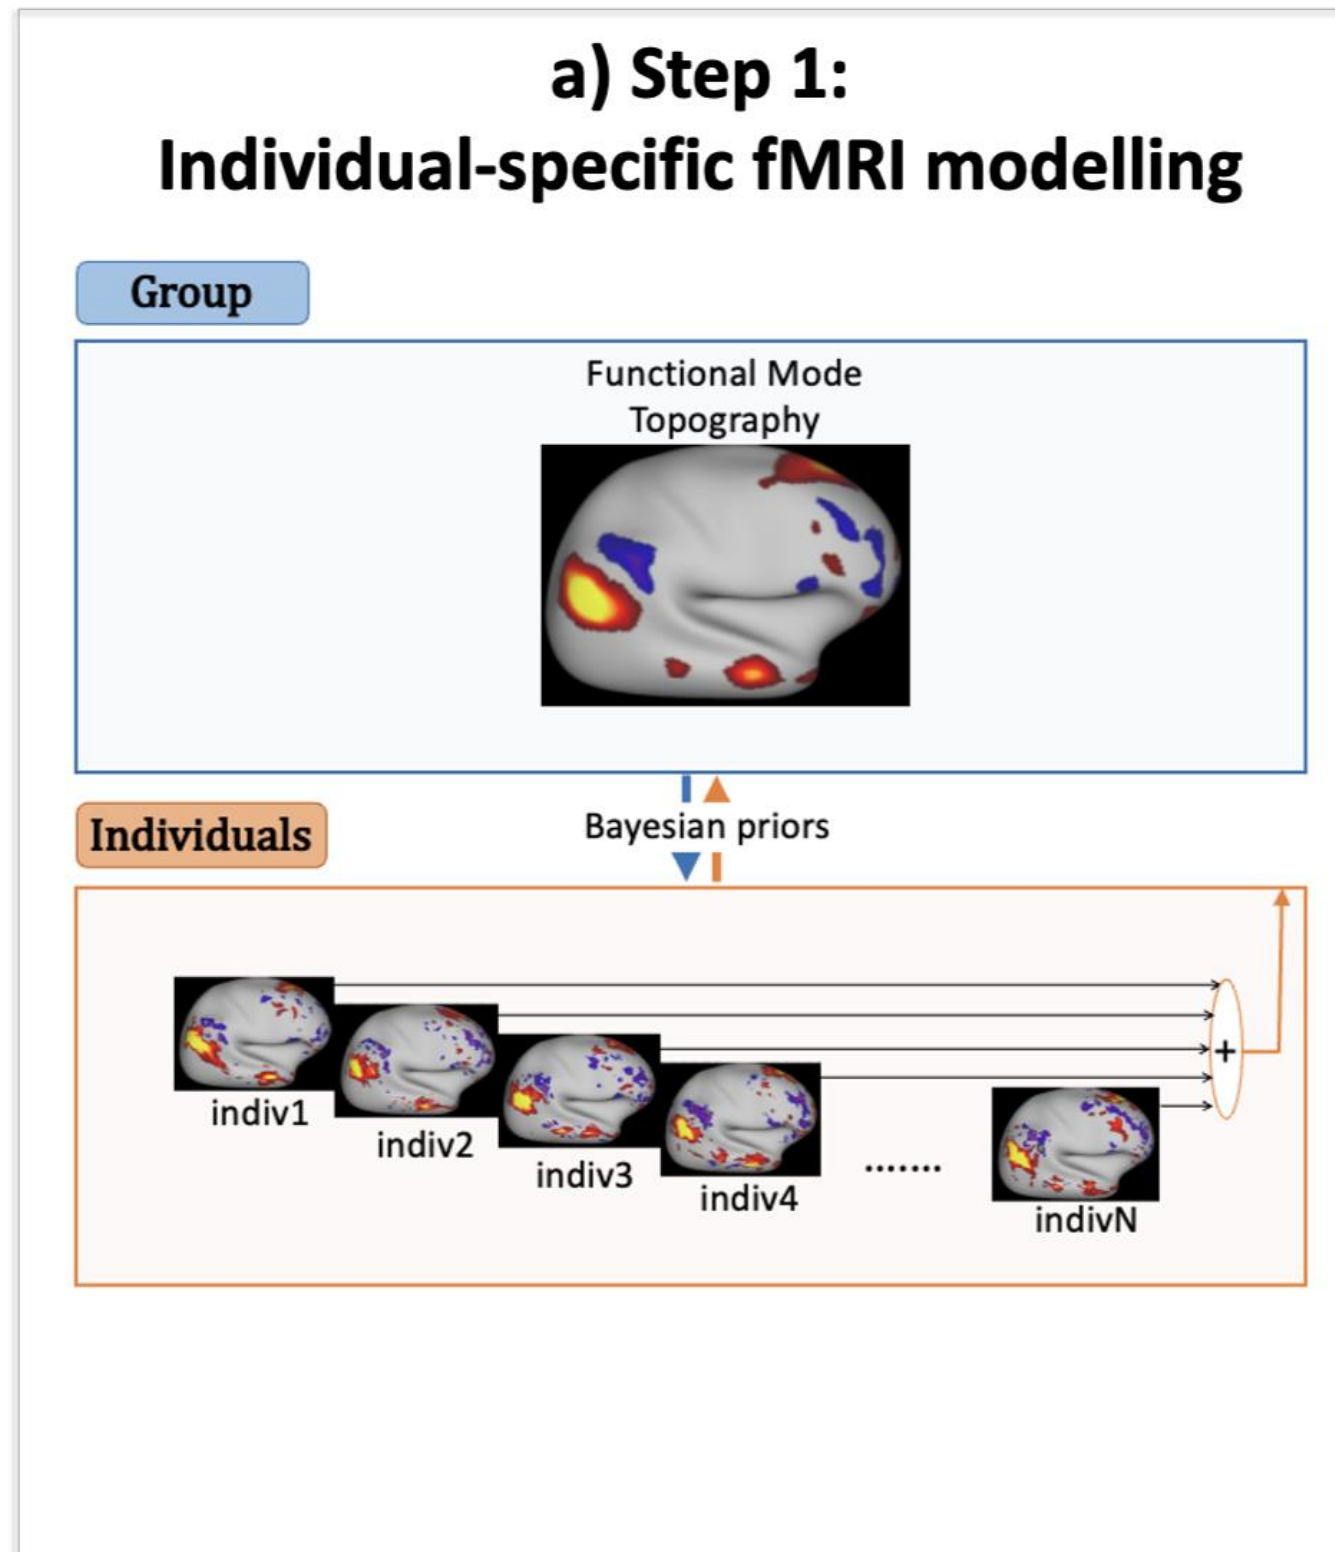 a) Step 1:
Individual-specific fMRI modelling
Group
Functional Mode
Topography
Bayesian priors
Individuals
+
indiv1
indiv2
indiv3
indiv4
.......
indivN